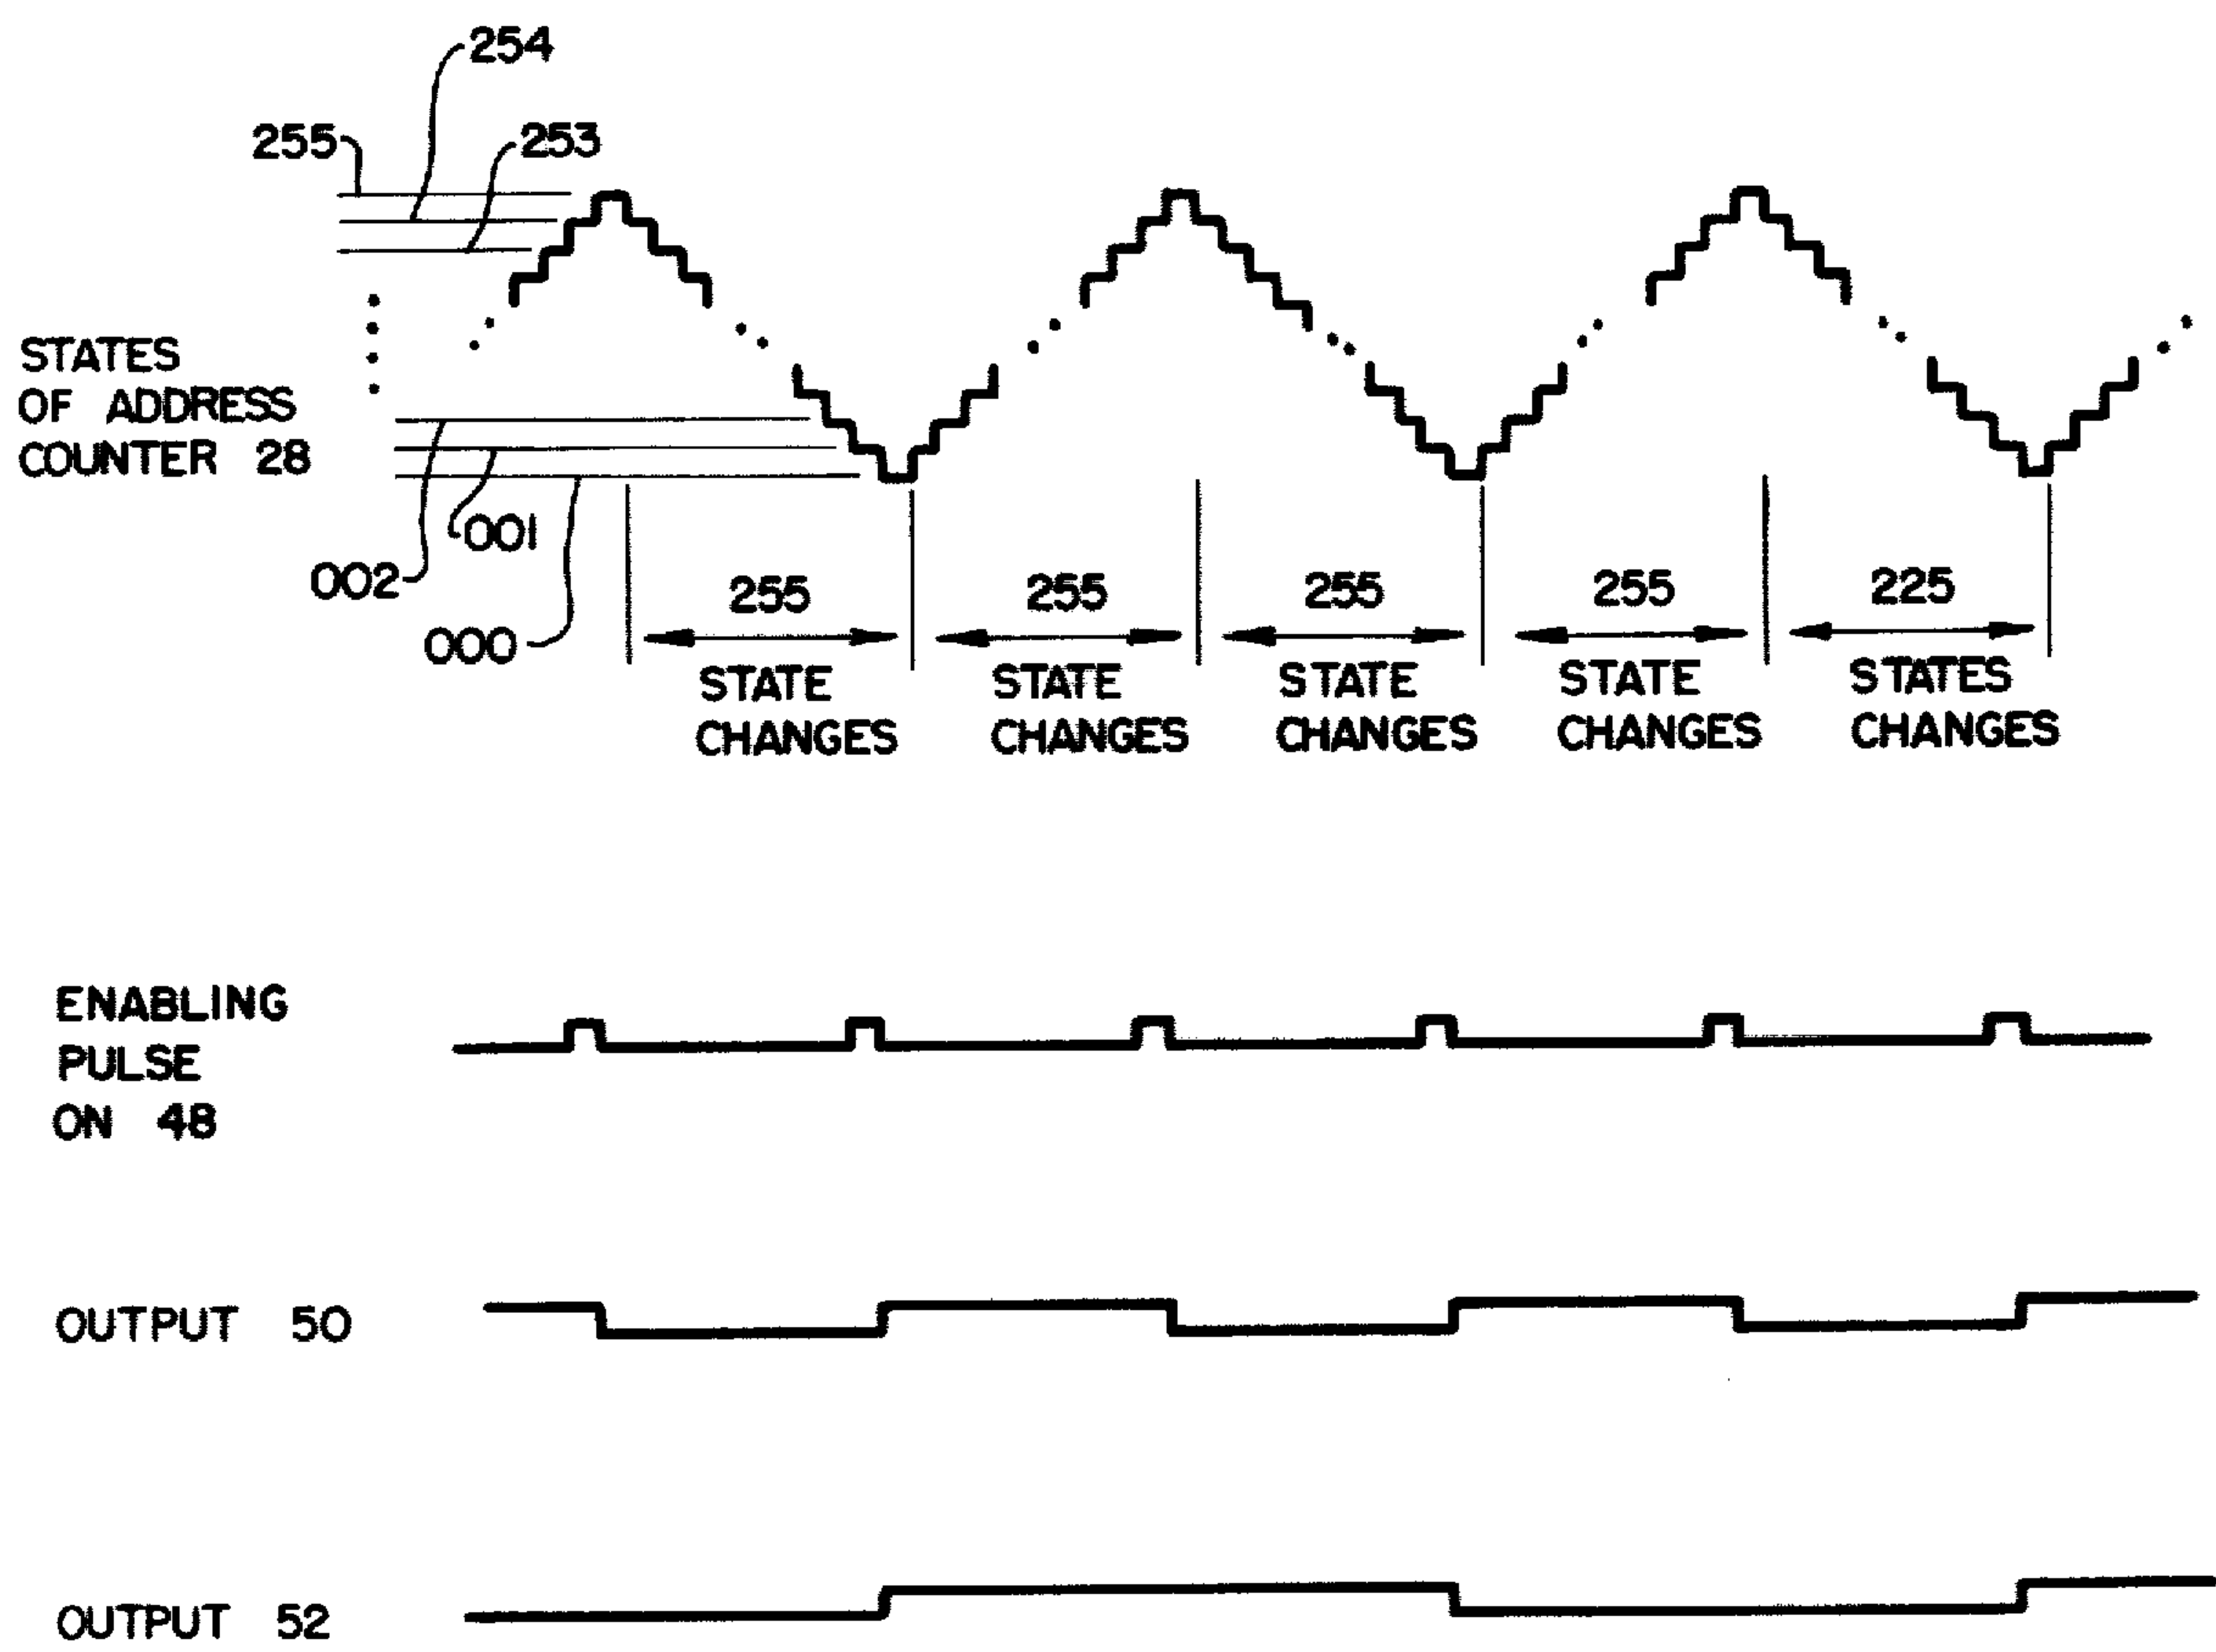 254
255
253
STATES
OF ADDRESS
COUNTER 28
001
002
000
255
STATE
CHANGES
255
STATE
CHANGES
255
STATE
CHANGES
255
STATE
CHANGES
225
STATES
CHANGES
ENABLING
PULSE
ON 48
OUTPUT 50
OUTPUT 52